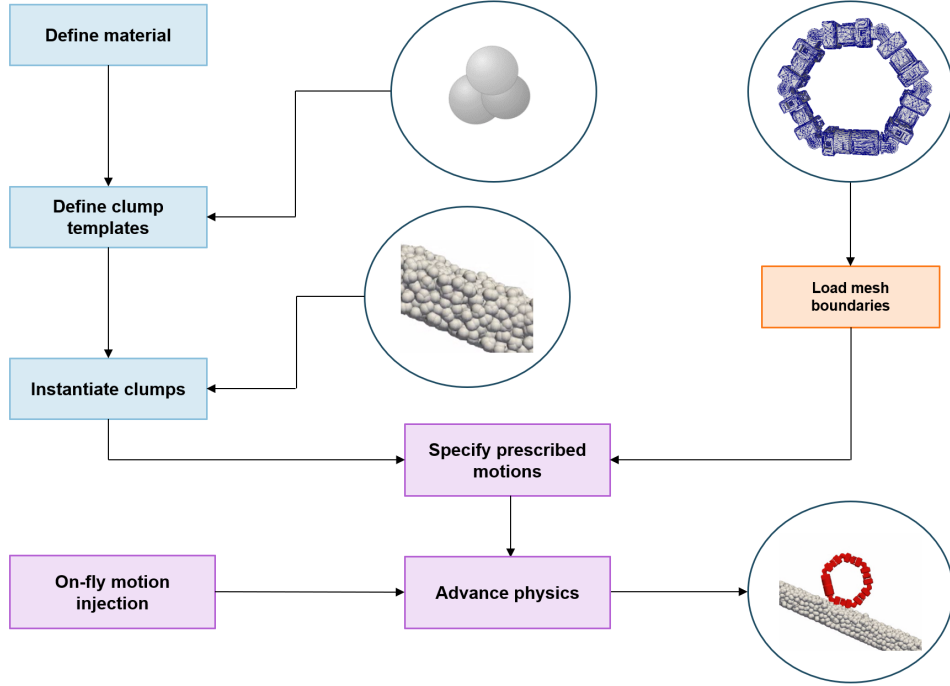 Define material
Define clump
templates
Load mesh
boundaries
Instantiate clumps
Specify prescribed
motions
On-fly motion
injection
Advance physics